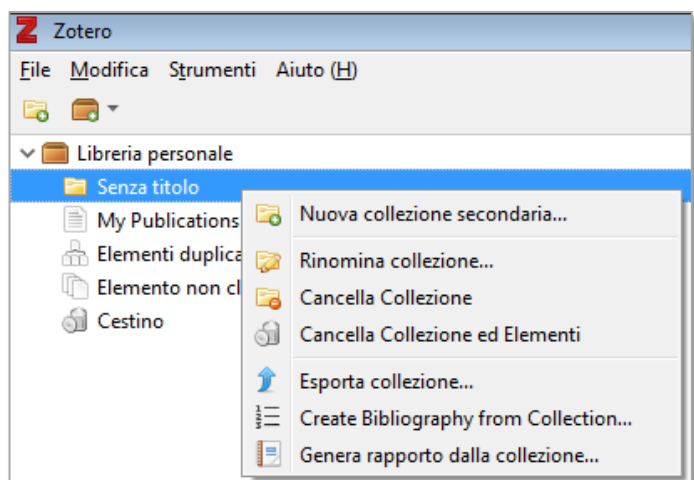 Zotero
File Modifica Strumenti Aiuto (H)
Libreria personale
Senza titolo
My Publications
Elementi duplica
Elemento non cl
Cestino
Nuova collezione secondaria...
Rinomina collezione...
Cancella Collezione
Cancella Collezione ed Elementi
Esporta collezione...
Create Bibliography from Collection...
Genera rapporto dalla collezione...